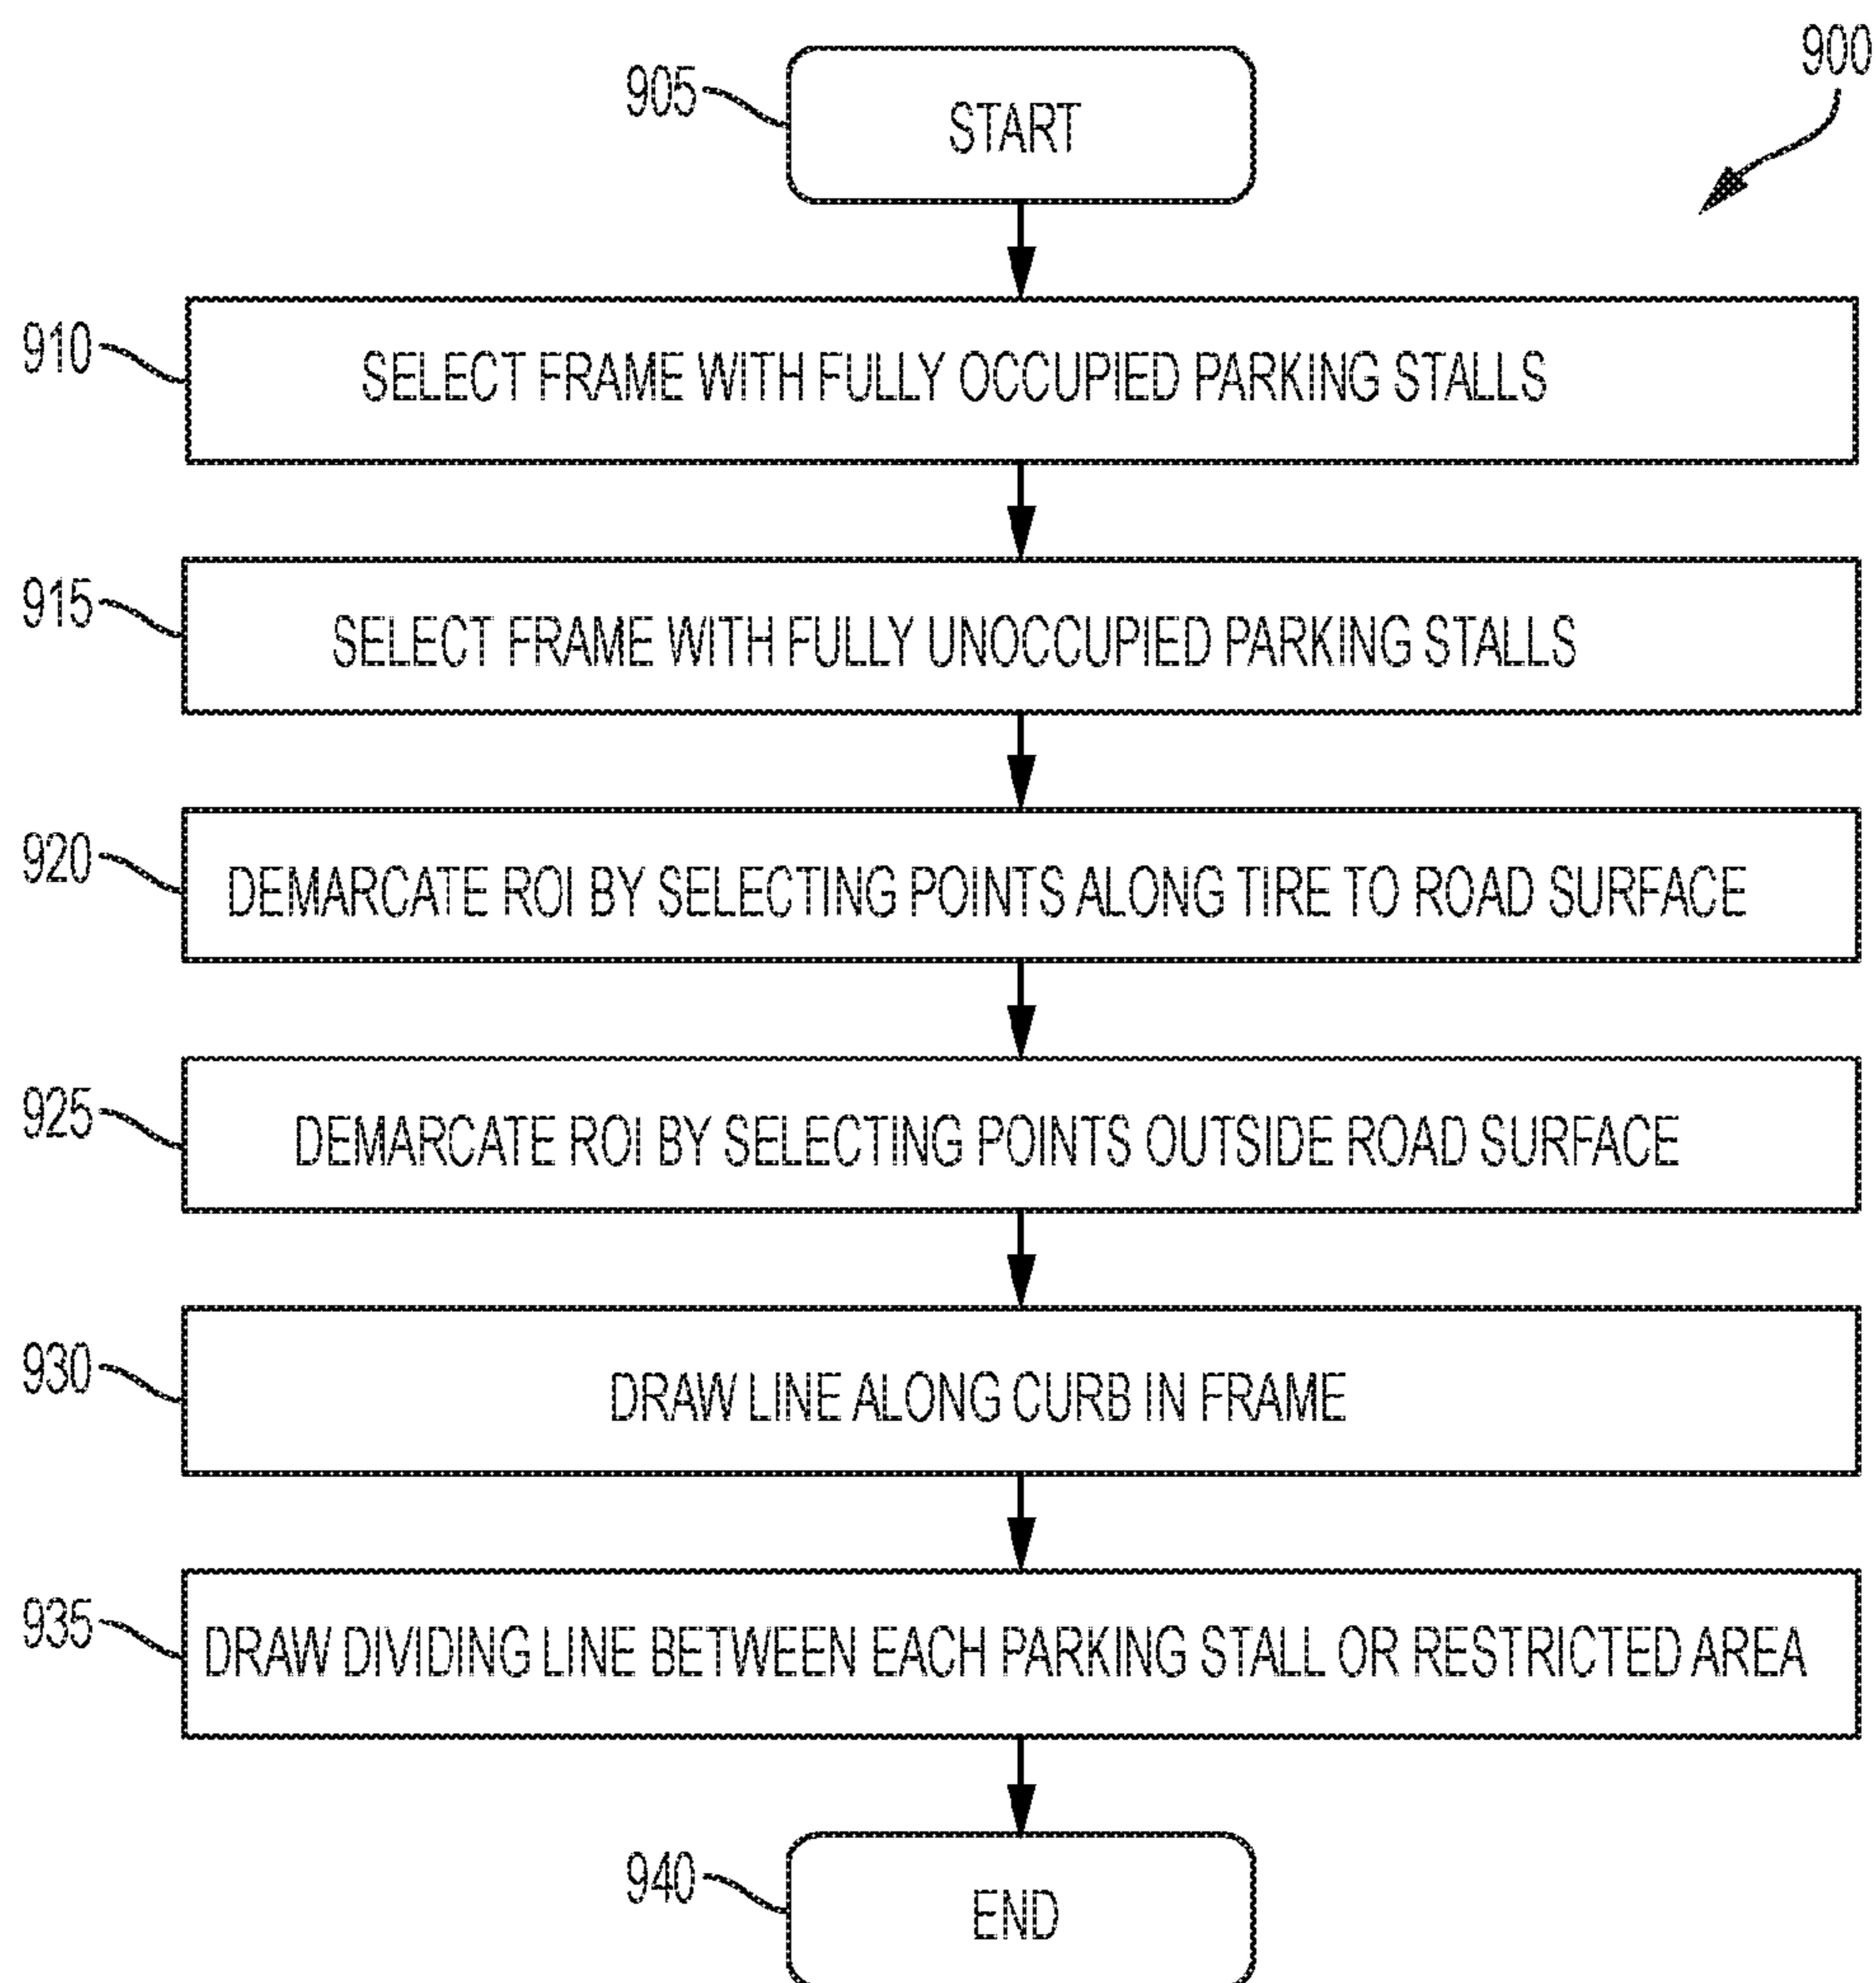 900
905
START
910
SELECT FRAME WITH FULLY OCCUPIED PARKING STALLS
915
SELECT FRAME WITH FULLY UNOCCUPIED PARKING STALLS
920
DEMARCATE ROI BY SELECTING POINTS ALONG TIRE TO ROAD SURFACE
925
DEMARCATE ROI BY SELECTING POINTS OUTSIDE ROAD SURFACE
930
DRAW LINE ALONG CURB IN FRAME
935
DRAW DIVIDING LINE BETWEEN EACH PARKING STALL OR RESTRICTED AREA
940
END